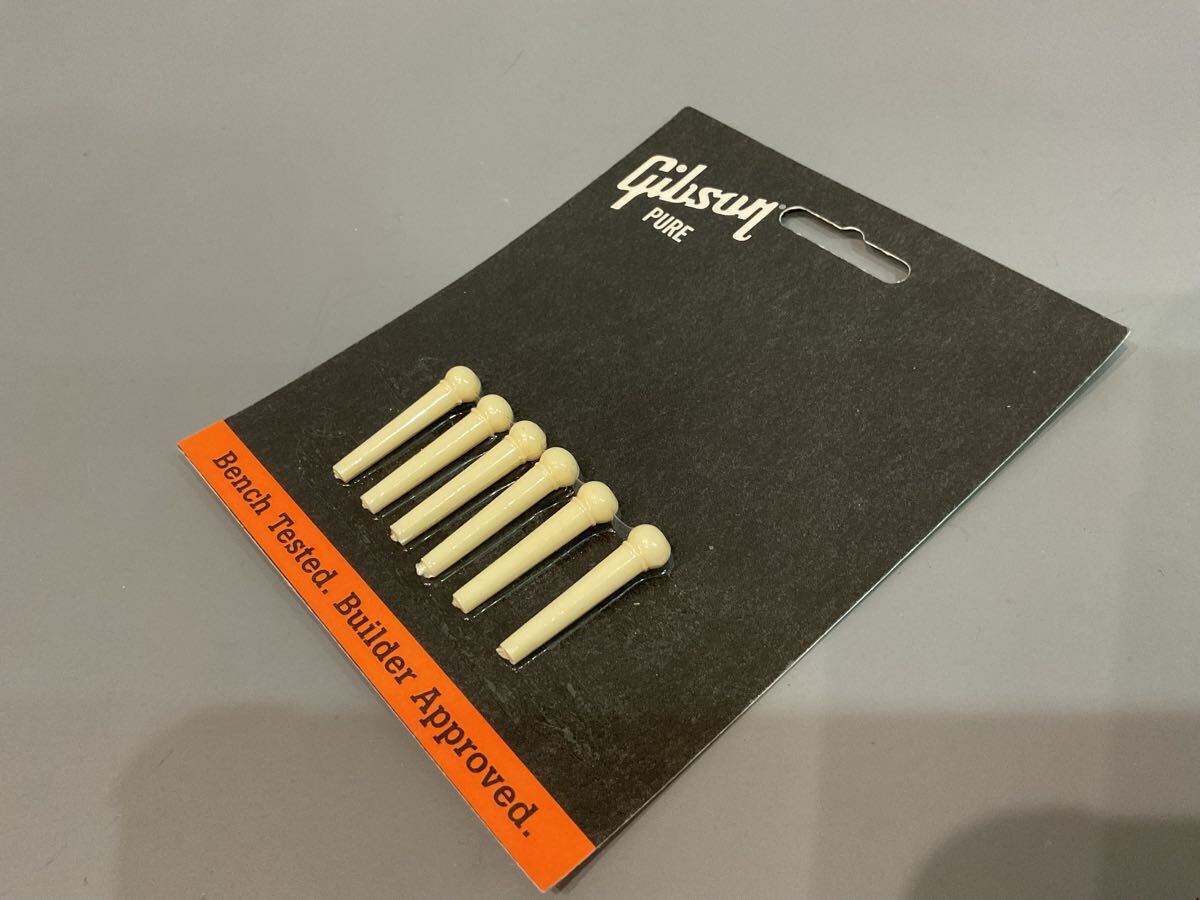 Gibson
PURE
Bench Tested. Builder Approved.